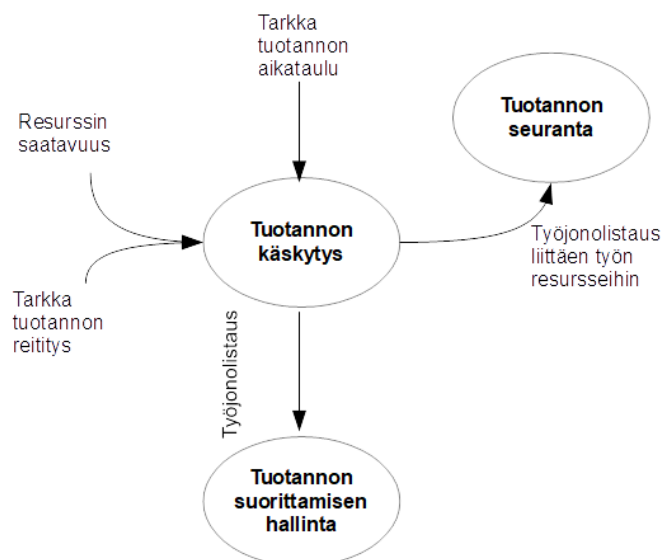 Tarkka
tuotannon
aikataulu
Tuotannon
seuranta
Resurssin
saatavuus
Tuotannon
käskytys
Työjonolistaus
liittäen työn
resursseihin
Tarkka
tuotannon
reititys
Työjonolistaus
Tuotannon
suorittamisen
hallinta